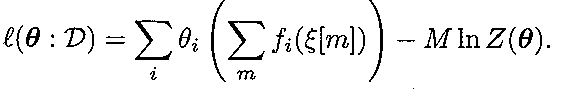 ℓ(θ : 𝒟) = ∑_i θ_i ( ∑_m f_i(ξ[m]) ) − M ln Z(θ).